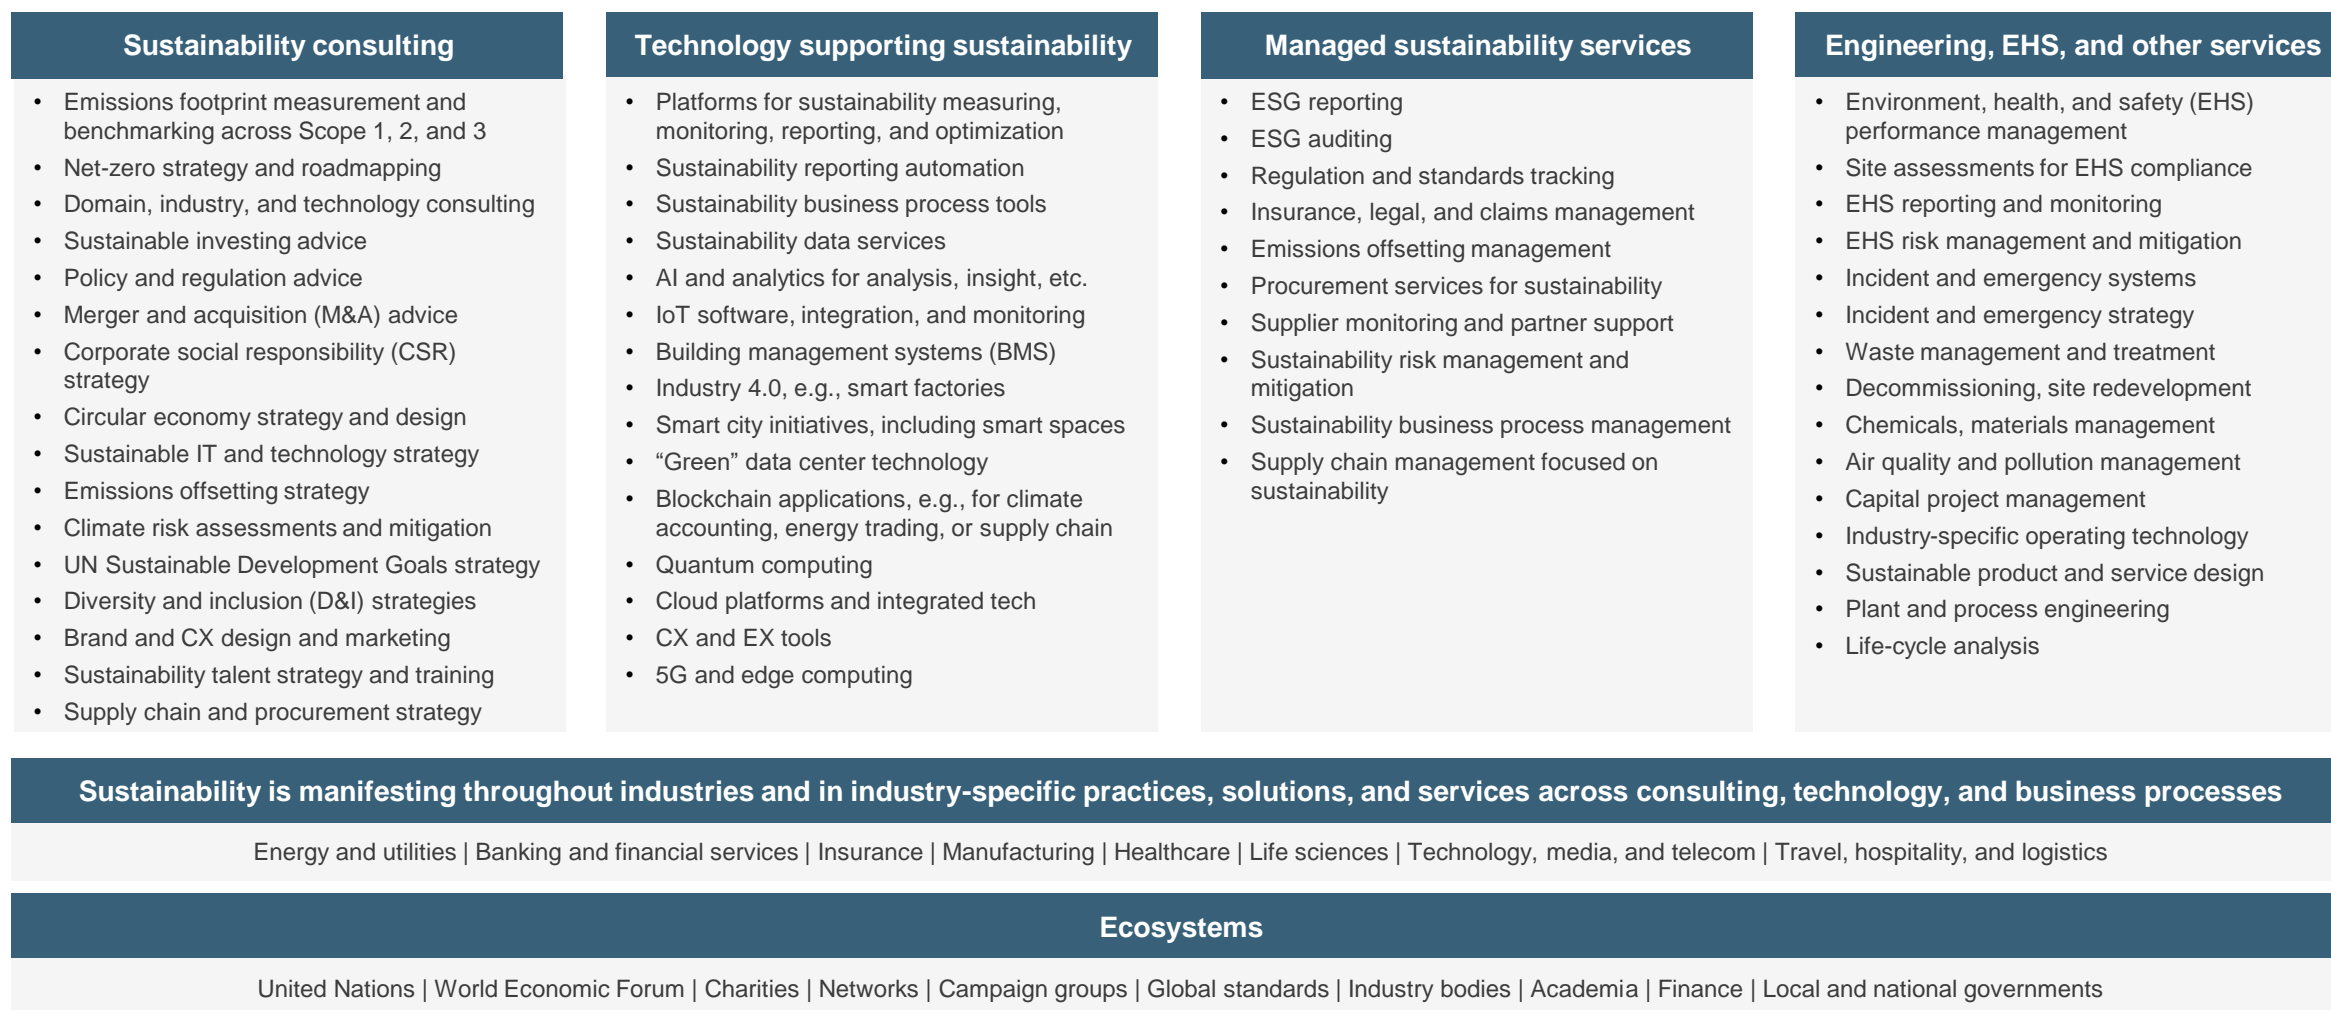 Sustainability consulting
• Emissions footprint measurement and
benchmarking across Scope 1, 2, and 3
• Net-zero strategy and roadmapping
• Domain, industry, and technology consulting
• Sustainable investing advice
• Policy and regulation advice
• Merger and acquisition (M&A) advice
• Corporate social responsibility (CSR)
strategy
• Circular economy strategy and design
• Sustainable IT and technology strategy
• Emissions offsetting strategy
• Climate risk assessments and mitigation
• UN Sustainable Development Goals strategy
• Diversity and inclusion (D&I) strategies
• Brand and CX design and marketing
• Sustainability talent strategy and training
• Supply chain and procurement strategy
Technology supporting sustainability
• Platforms for sustainability measuring,
monitoring, reporting, and optimization
• Sustainability reporting automation
• Sustainability business process tools
• Sustainability data services
• AI and analytics for analysis, insight, etc.
• IoT software, integration, and monitoring
• Building management systems (BMS)
• Industry 4.0, e.g., smart factories
• Smart city initiatives, including smart spaces
• “Green” data center technology
• Blockchain applications, e.g., for climate
accounting, energy trading, or supply chain
• Quantum computing
• Cloud platforms and integrated tech
• CX and EX tools
• 5G and edge computing
Managed sustainability services
• ESG reporting
• ESG auditing
• Regulation and standards tracking
• Insurance, legal, and claims management
• Emissions offsetting management
• Procurement services for sustainability
• Supplier monitoring and partner support
• Sustainability risk management and
mitigation
• Sustainability business process management
• Supply chain management focused on
sustainability
Engineering, EHS, and other services
• Environment, health, and safety (EHS)
performance management
• Site assessments for EHS compliance
• EHS reporting and monitoring
• EHS risk management and mitigation
• Incident and emergency systems
• Incident and emergency strategy
• Waste management and treatment
• Decommissioning, site redevelopment
• Chemicals, materials management
• Air quality and pollution management
• Capital project management
• Industry-specific operating technology
• Sustainable product and service design
• Plant and process engineering
• Life-cycle analysis
Sustainability is manifesting throughout industries and in industry-specific practices, solutions, and services across consulting, technology, and business processes
Energy and utilities | Banking and financial services | Insurance | Manufacturing | Healthcare | Life sciences | Technology, media, and telecom | Travel, hospitality, and logistics
Ecosystems
United Nations | World Economic Forum | Charities | Networks | Campaign groups | Global standards | Industry bodies | Academia | Finance | Local and national governments